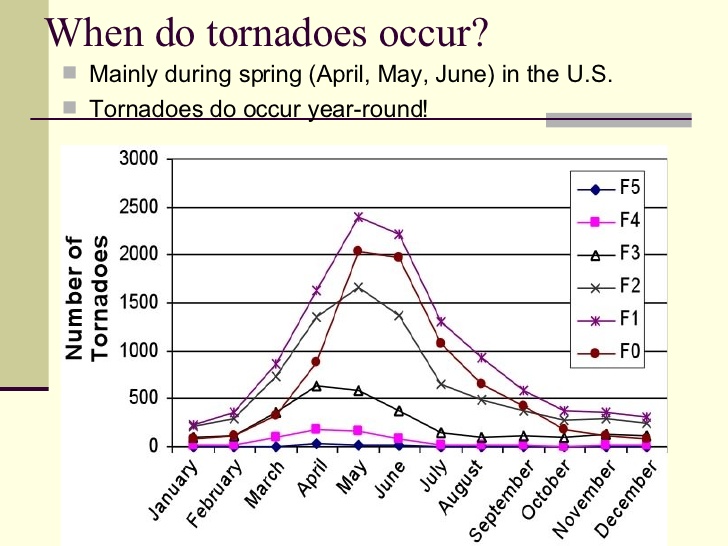 When do tornadoes occur?
Mainly during spring (April, May, June) in the U.S.
Tornadoes do occur year-round!
Number of
Tornadoes
3000
2500
2000
1500
1000
500
0
F5
F4
F3
F2
F1
F0
January
February
March
April
May
June
July
August
September
October
November
December